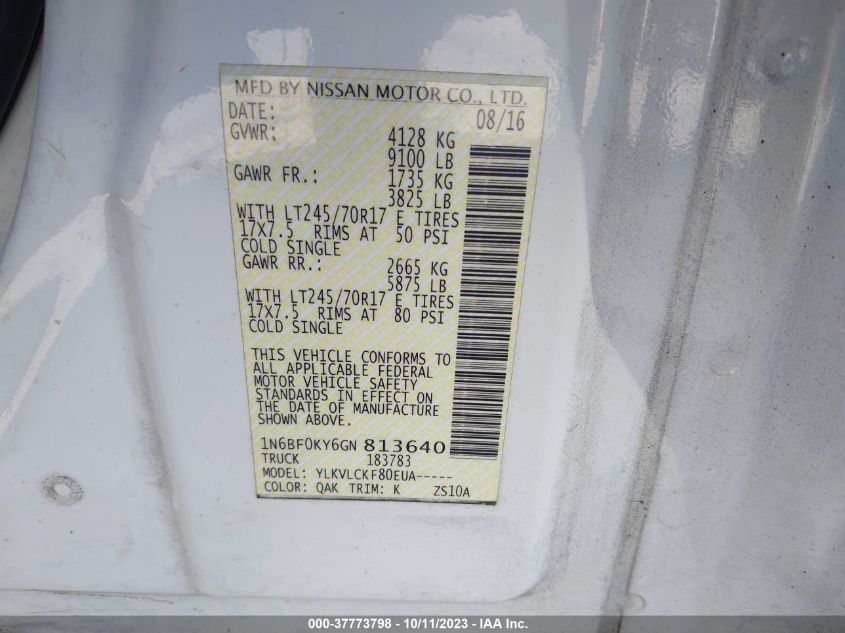 MFD BY NISSAN MOTOR CO., LTD.
DATE: 08/16
GVWR: 4128 KG
9100 LB
GAWR FR.: 1735 KG
3825 LB
WITH LT245/70R17 E TIRES
17X7.5 RIMS AT 50 PSI
COLD SINGLE
GAWR RR.: 2665 KG
5875 LB
WITH LT245/70R17 E TIRES
17X7.5 RIMS AT 80 PSI
COLD SINGLE
THIS VEHICLE CONFORMS TO
ALL APPLICABLE FEDERAL
MOTOR VEHICLE SAFETY
STANDARDS IN EFFECT ON
THE DATE OF MANUFACTURE
SHOWN ABOVE.
1N6BF0KY6GN 813640
TRUCK 183783
MODEL: YLKVLCKF80EUA-----
COLOR: QAK TRIM: K ZS10A
000-37773798 - 10/11/2023 - IAA Inc.